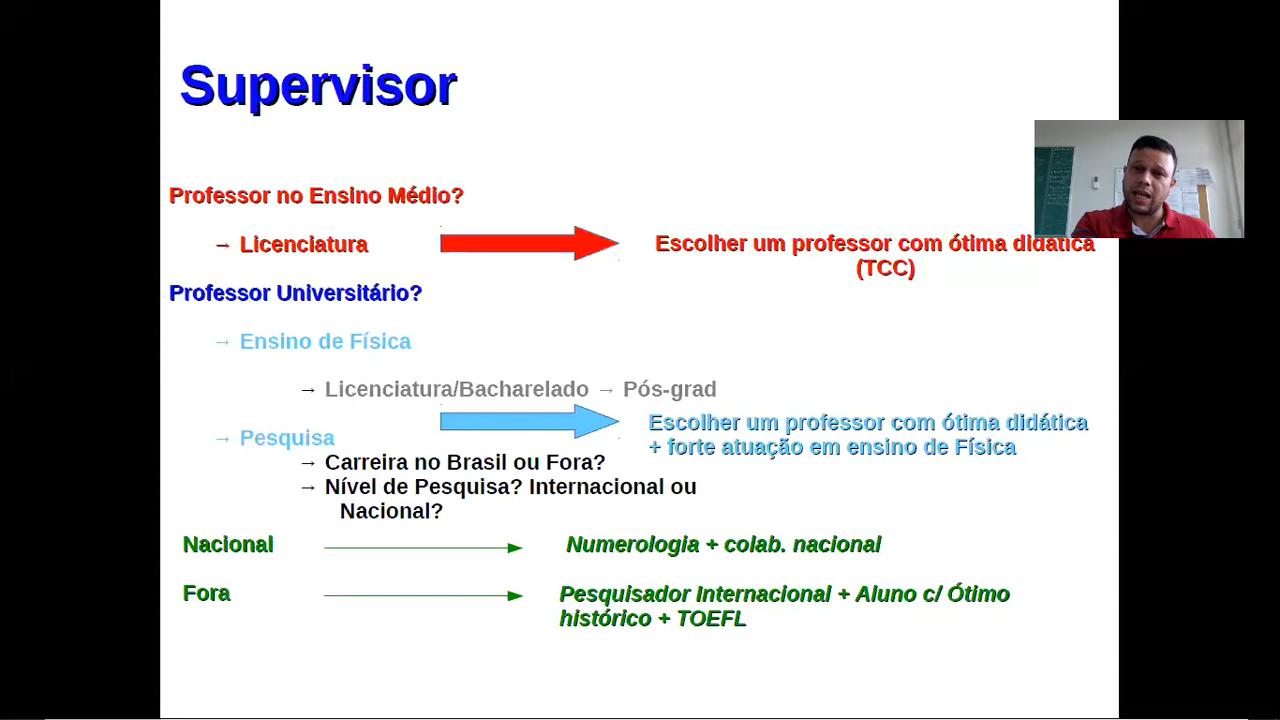 Supervisor
Professor no Ensino Médio?
→ Licenciatura
Escolher um professor com ótima didática
(TCC)
Professor Universitário?
→ Ensino de Física
→ Licenciatura/Bacharelado → Pós-grad
Escolher um professor com ótima didática
+ forte atuação em ensino de Física
→ Pesquisa
→ Carreira no Brasil ou Fora?
→ Nível de Pesquisa? Internacional ou
Nacional?
Nacional
Numerologia + colab. nacional
Fora
Pesquisador Internacional + Aluno c/ Ótimo
histórico + TOEFL